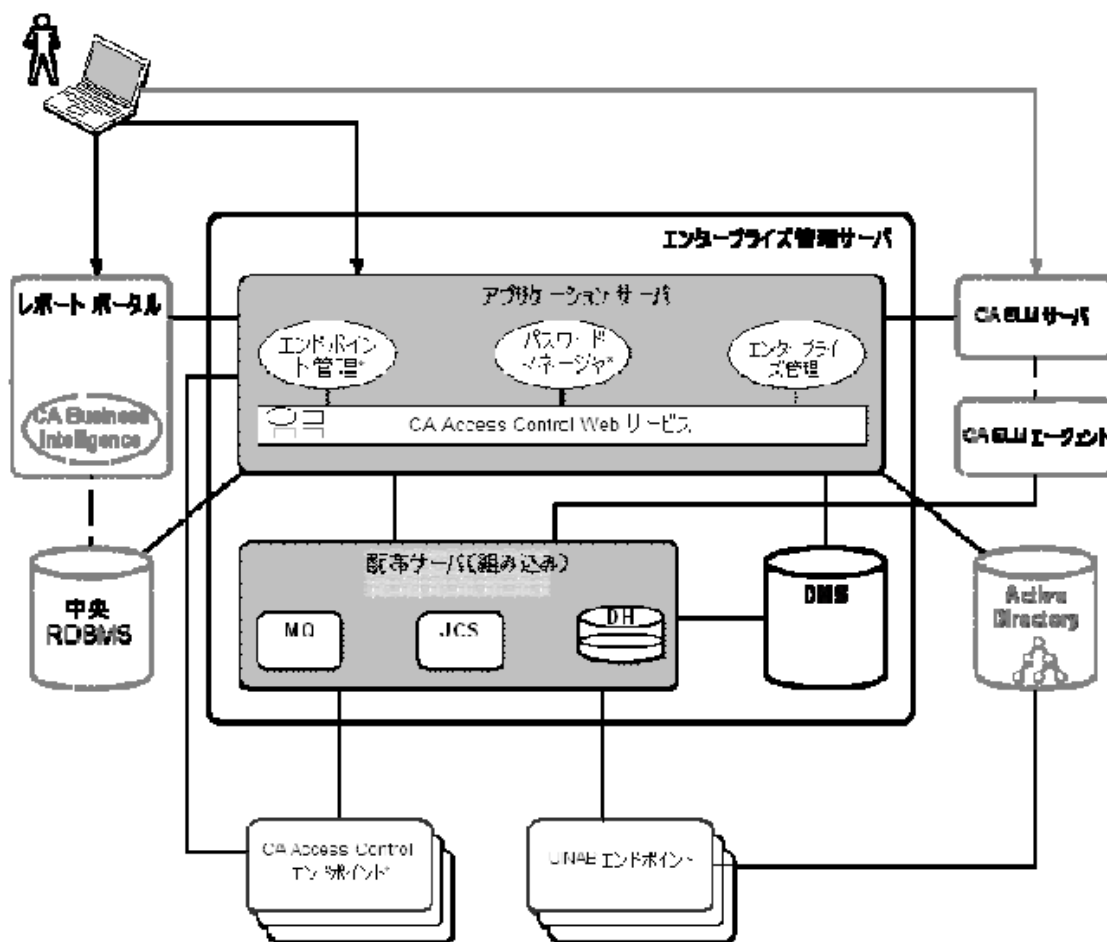 エンタープライズ管理サーバ
レポート ポータル
アプリケーション サーバ
CA ELM サーバ
エンドポイン
ト管理*
パスワード
マネージャ*
エンタープライ
ズ管理
CA Business
Intelligence
CA Access Control Web サービス
CA ELM エージェント
配布サーバ(組み込み)
中央
RDBMS
MQ
JCS
DH
DMS
Active
Directory
CA Access Control
エンドポイント*
UNAB エンドポイント